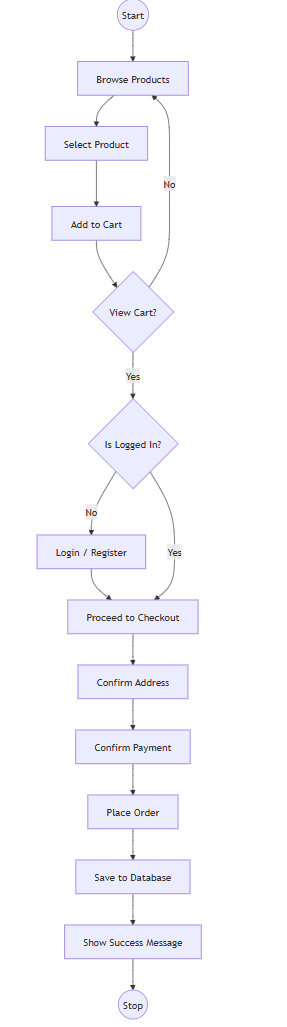 Start
Browse Products
Select Product
No
Add to Cart
View Cart?
Yes
Is Logged In?
No
Login / Register
Yes
Proceed to Checkout
Confirm Address
Confirm Payment
Place Order
Save to Database
Show Success Message
Stop